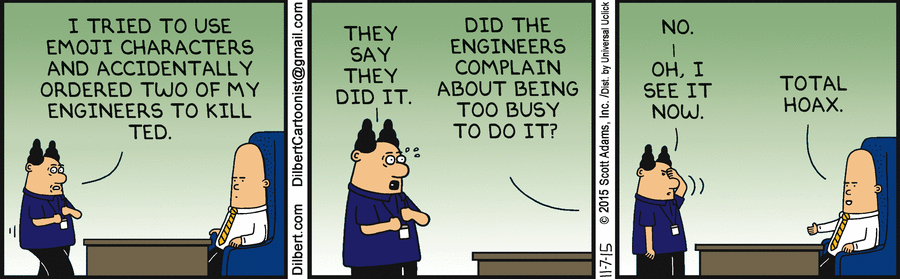 I TRIED TO USE
EMOJI CHARACTERS
AND ACCIDENTALLY
ORDERED TWO OF MY
ENGINEERS TO KILL
TED.
Dilbert.com DilbertCartoonist@gmail.com
THEY
SAY
THEY
DID IT.
DID THE
ENGINEERS
COMPLAIN
ABOUT BEING
TOO BUSY
TO DO IT?
11-7-15 © 2015 Scott Adams, Inc. /Dist. by Universal Uclick
NO.
OH, I
SEE IT
NOW.
TOTAL
HOAX.